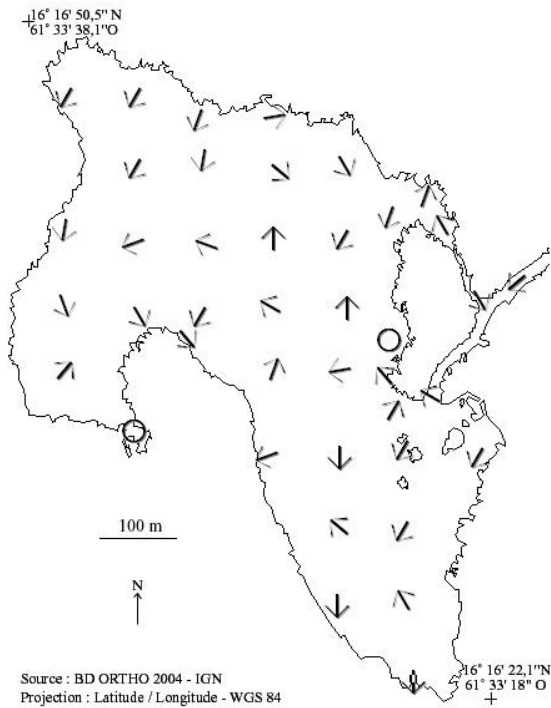 16° 16' 50,5'' N
61° 33' 38,1''O
100 m
N
Source : BD ORTHO 2004 - IGN
Projection : Latitude / Longitude - WGS 84
16° 16' 22,1''N
61° 33' 18'' O